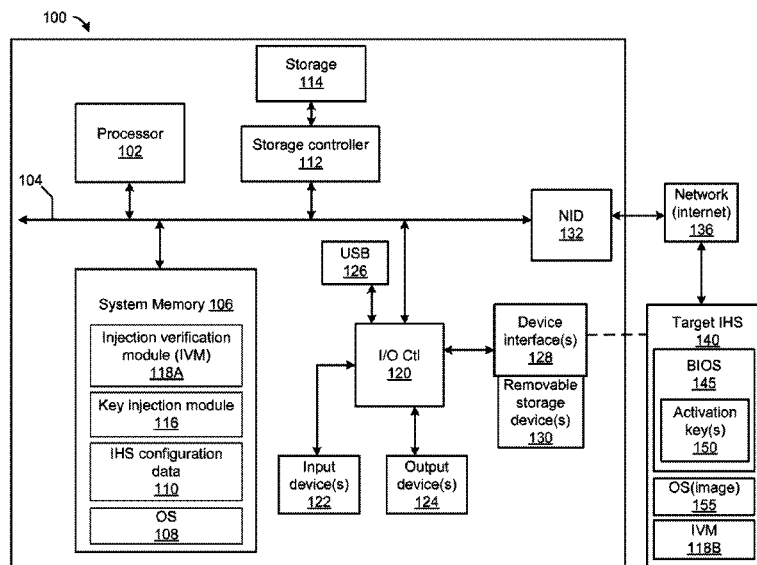 100
Storage
114
Processor
102
Storage controller
112
104
NID
132
Network
(internet)
136
USB
126
System Memory 106
Injection verification
module (IVM)
118A
Key injection module
116
IHS configuration
data
110
OS
108
I/O Ctl
120
Device
interface(s)
128
Removable
storage
device(s)
130
Input
device(s)
122
Output
device(s)
124
Target IHS
140
BIOS
145
Activation
key(s)
150
OS(image)
155
IVM
118B